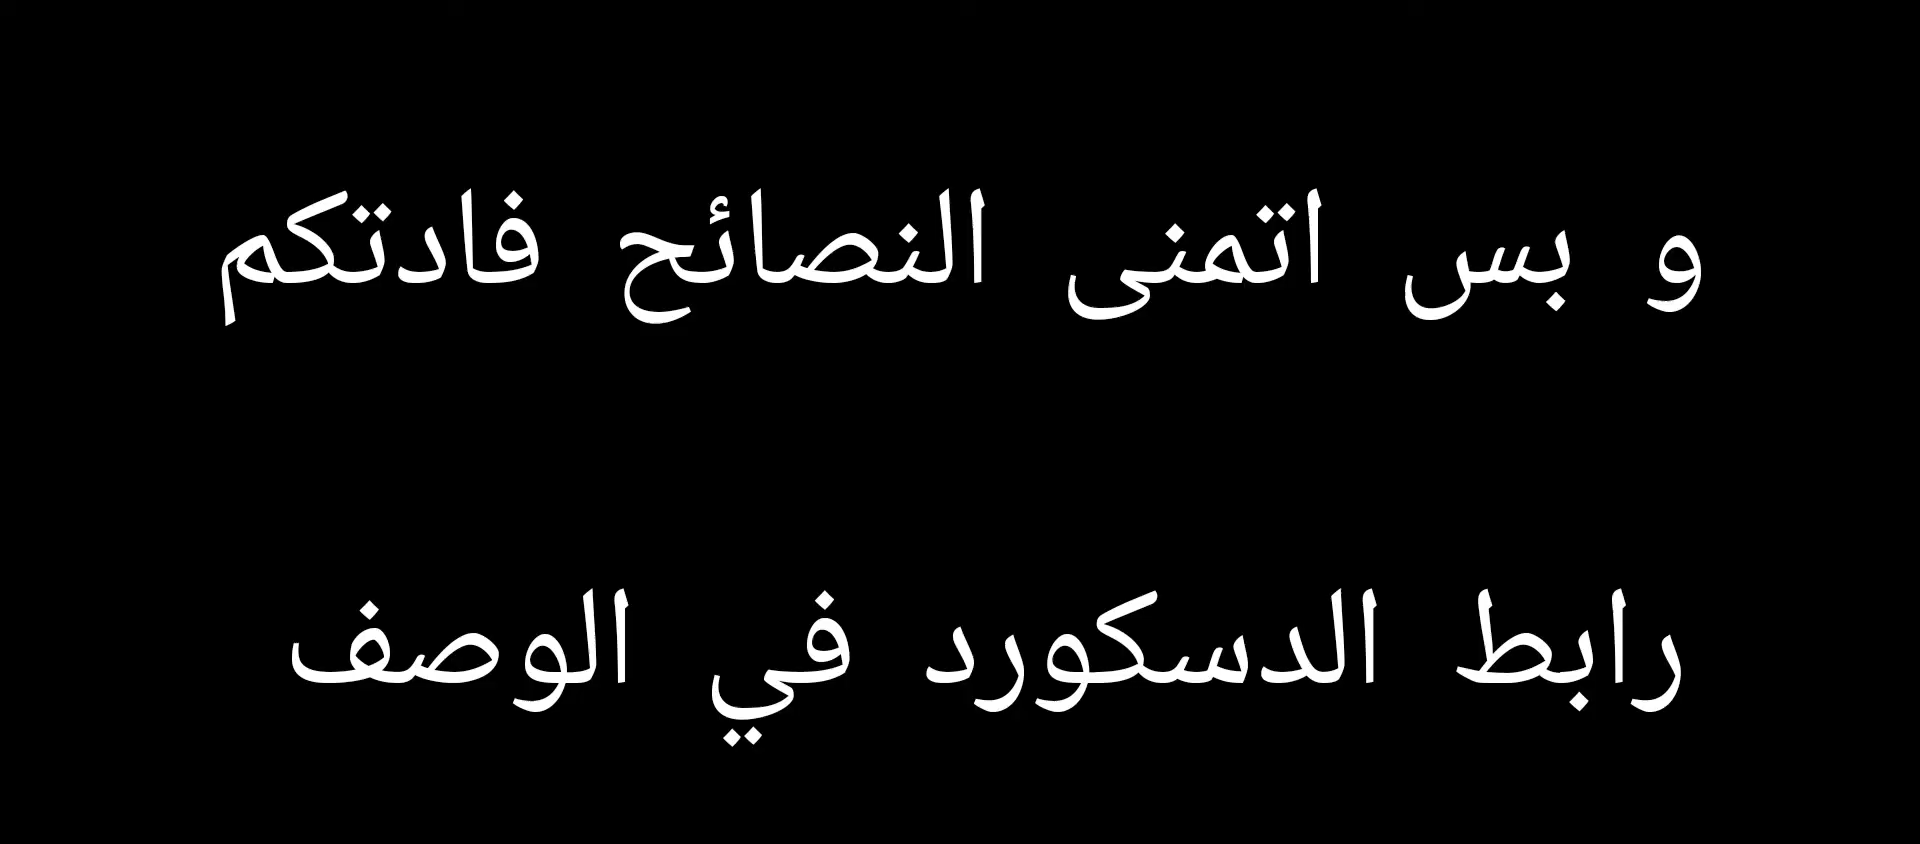 و بس اتمنى النصائح فادتكم
رابط الدسكورد في الوصف